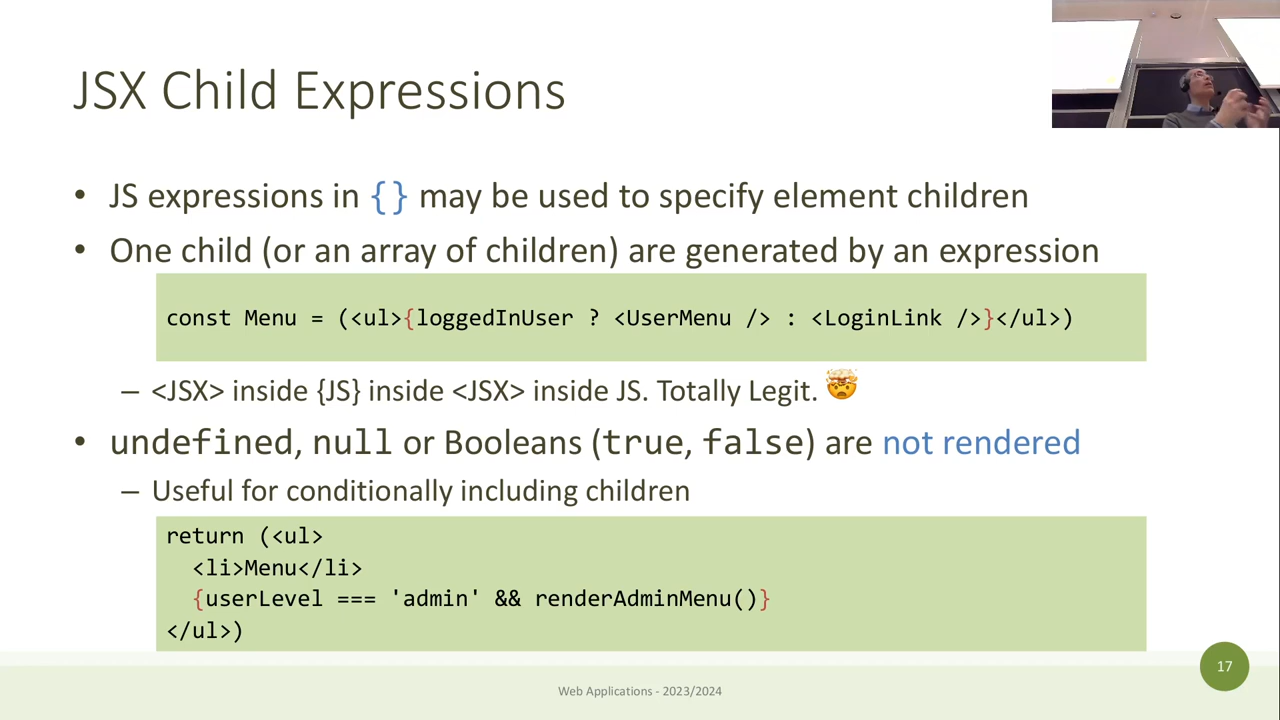 JSX Child Expressions
• JS expressions in {} may be used to specify element children
• One child (or an array of children) are generated by an expression
const Menu = (<ul>{loggedInUser ? <UserMenu /> : <LoginLink />}</ul>)
– <JSX> inside {JS} inside <JSX> inside JS. Totally Legit. 🤯
• undefined, null or Booleans (true, false) are not rendered
– Useful for conditionally including children
return (<ul>
  <li>Menu</li>
  {userLevel === 'admin' && renderAdminMenu()}
</ul>)
17
Web Applications - 2023/2024